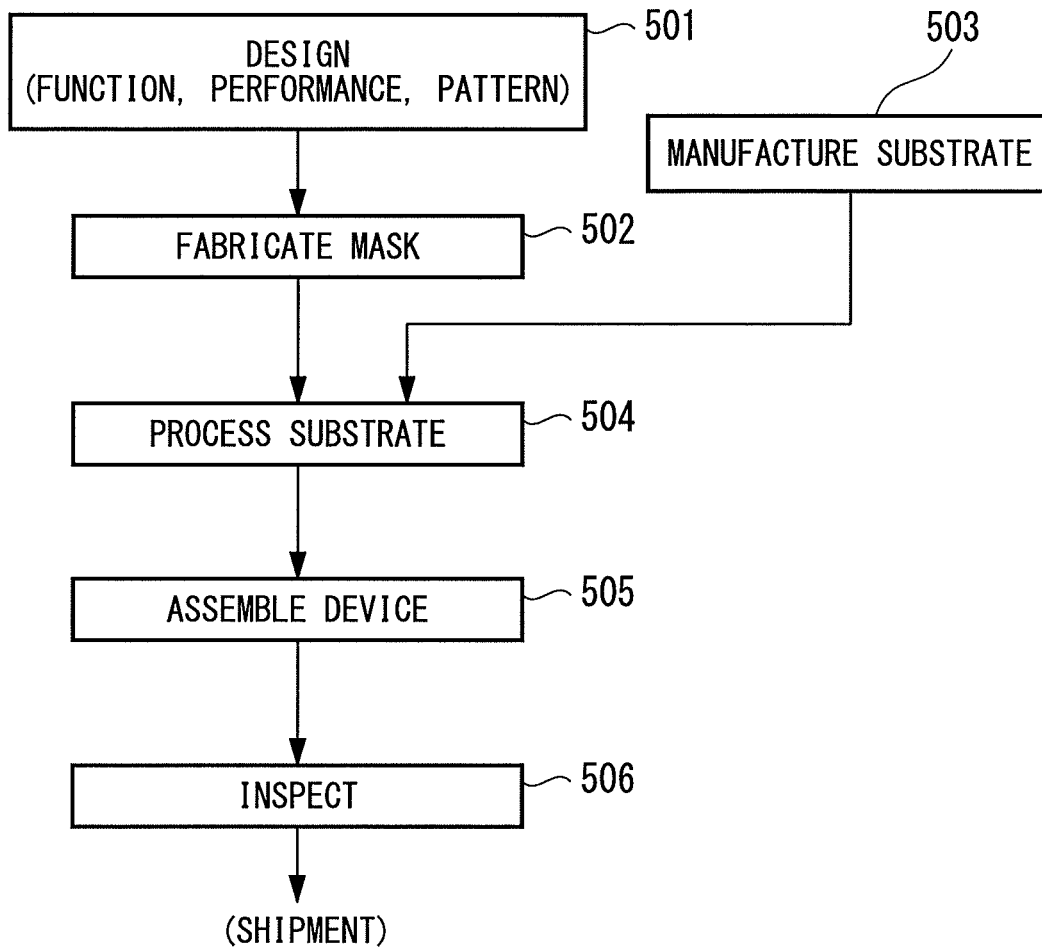 501
DESIGN
(FUNCTION, PERFORMANCE, PATTERN)
503
MANUFACTURE SUBSTRATE
502
FABRICATE MASK
504
PROCESS SUBSTRATE
505
ASSEMBLE DEVICE
506
INSPECT
(SHIPMENT)